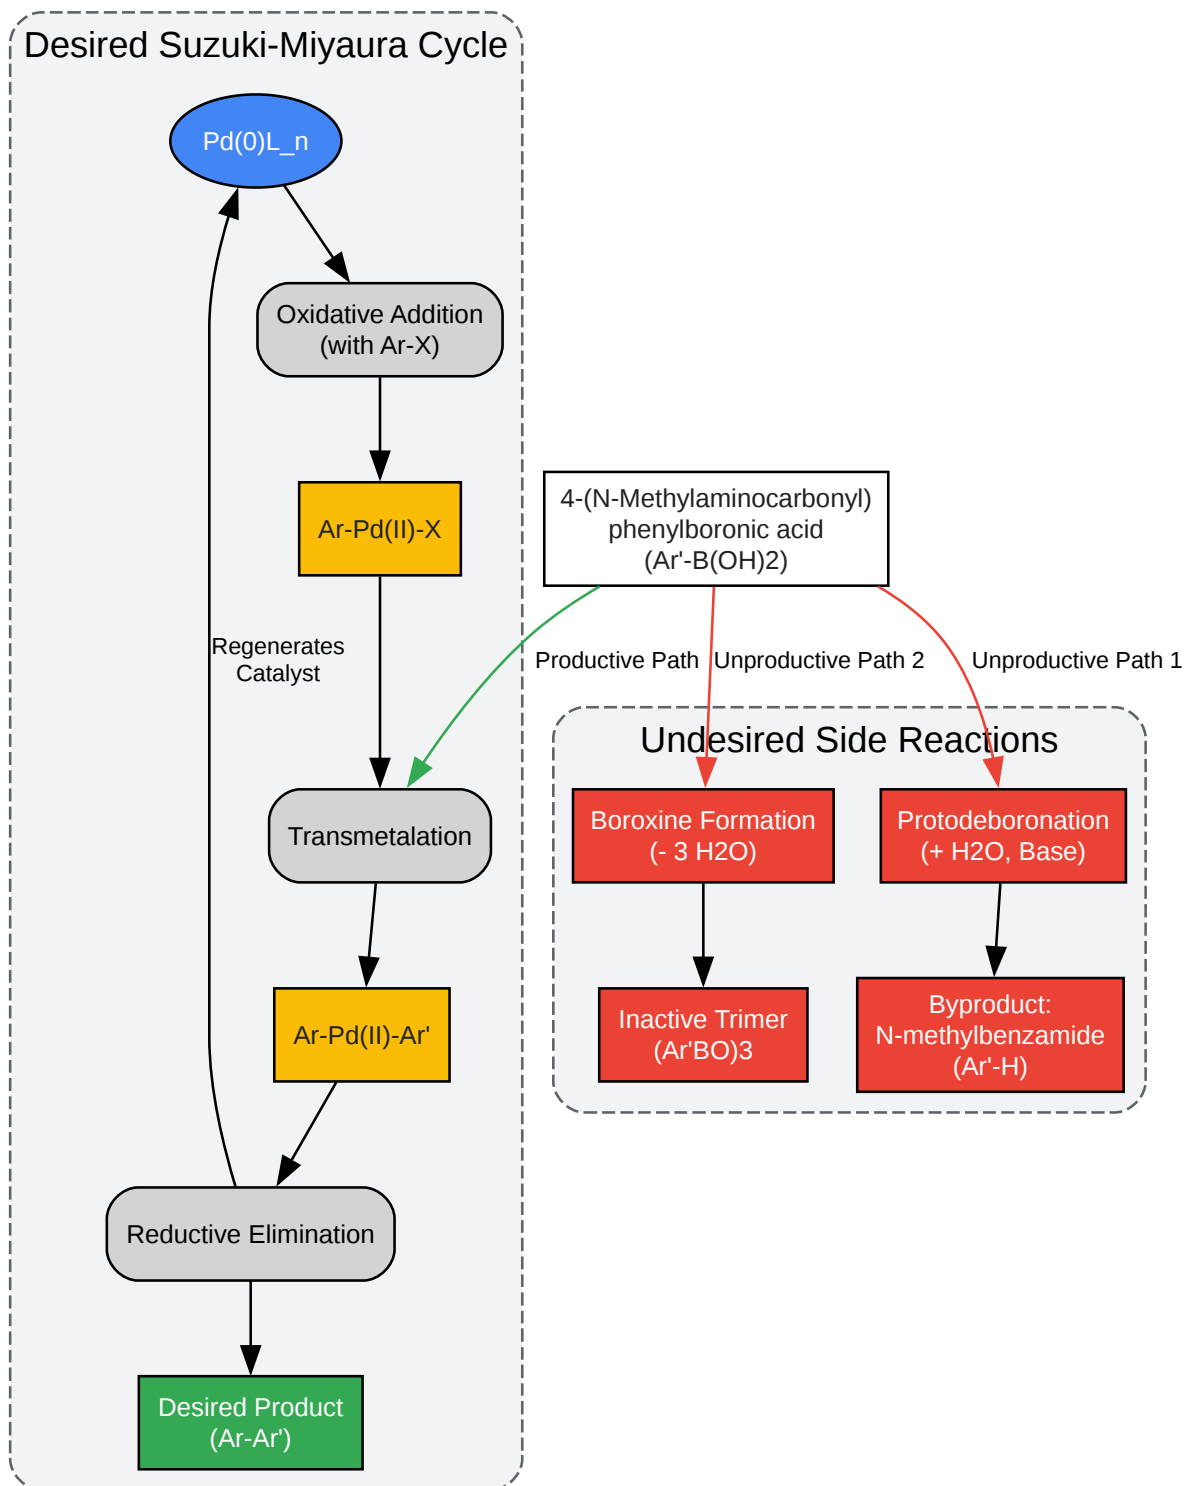 Desired Suzuki-Miyaura Cycle
Pd(0)L_n
Oxidative Addition
(with Ar-X)
Ar-Pd(II)-X
4-(N-Methylaminocarbonyl)
phenylboronic acid
(Ar'-B(OH)2)
Regenerates
Catalyst
Productive Path
Unproductive Path 2
Unproductive Path 1
Undesired Side Reactions
Transmetalation
Boroxine Formation
(- 3 H2O)
Protodeboronation
(+ H2O, Base)
Ar-Pd(II)-Ar'
Inactive Trimer
(Ar'BO)3
Byproduct:
N-methylbenzamide
(Ar'-H)
Reductive Elimination
Desired Product
(Ar-Ar')